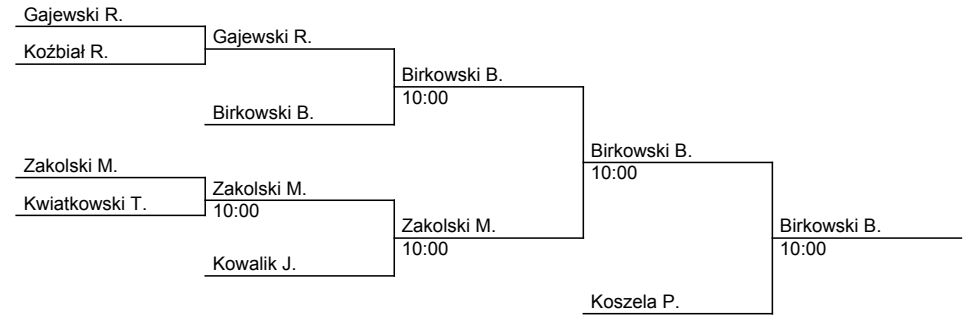 Gajewski R.
Koźbiał R.
Gajewski R.
Birkowski B.
Birkowski B.
10:00
Zakolski M.
Kwiatkowski T.
Zakolski M.
10:00
Kowalik J.
Zakolski M.
10:00
Birkowski B.
10:00
Koszela P.
Birkowski B.
10:00